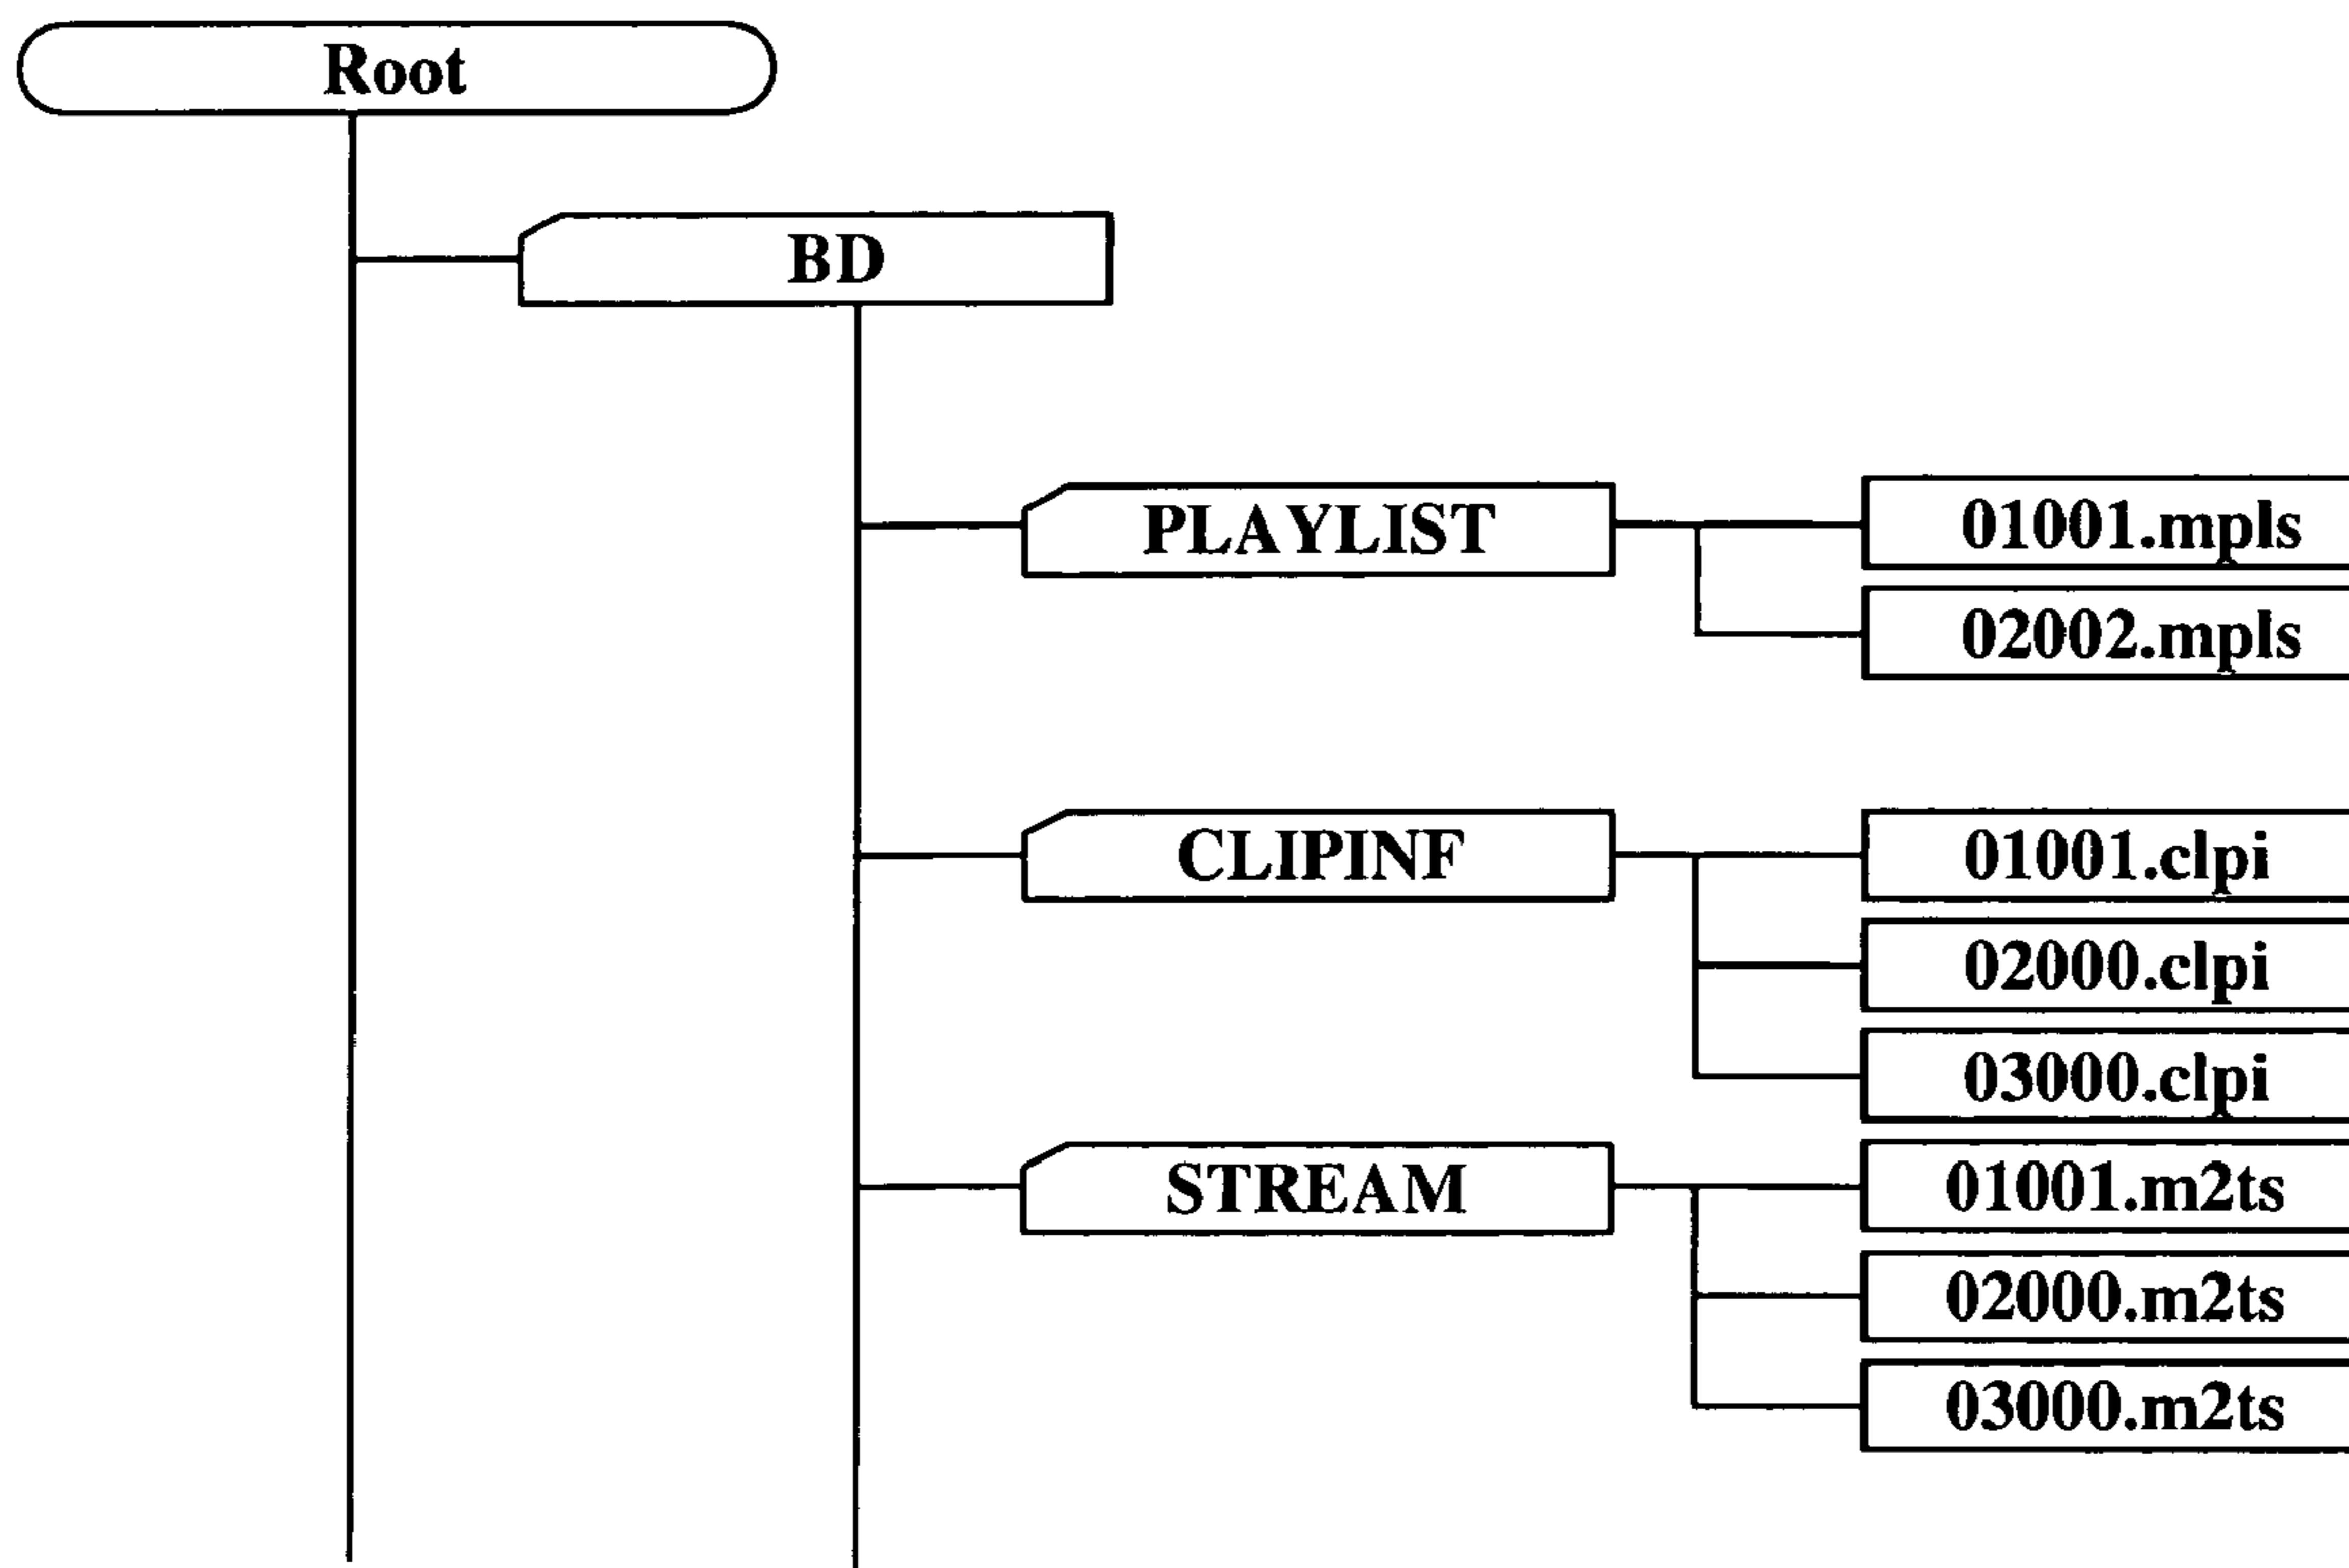 Root
BD
PLAYLIST
01001.mpls
02002.mpls
CLIPINF
01001.clpi
02000.clpi
03000.clpi
STREAM
01001.m2ts
02000.m2ts
03000.m2ts